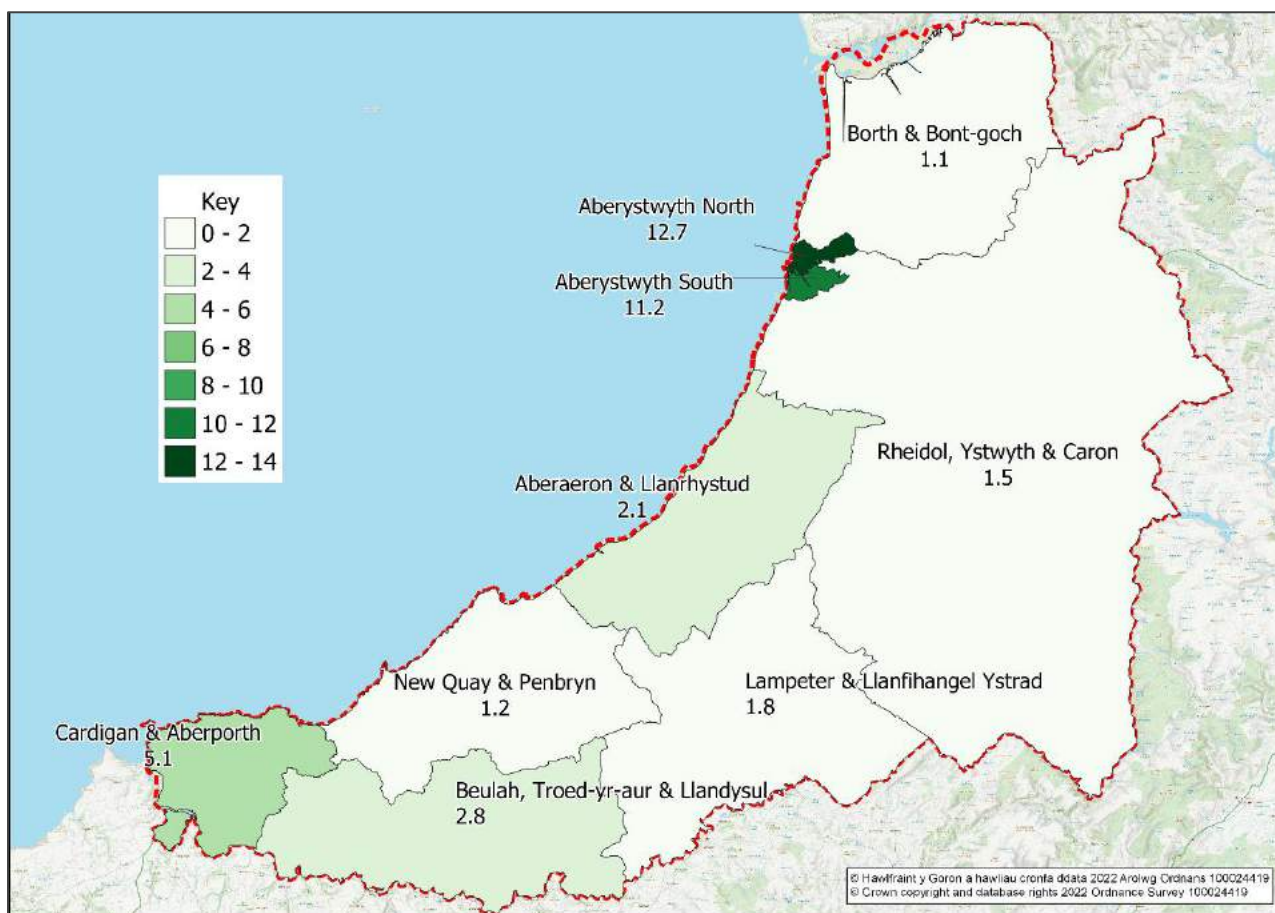 Borth & Bont-goch
1.1
Key
0 - 2
2 - 4
4 - 6
6 - 8
8 - 10
10 - 12
12 - 14
Aberystwyth North
12.7
Aberystwyth South
11.2
Rheidol, Ystwyth & Caron
1.5
Aberaeron & Llanrhystud
2.1
New Quay & Penbryn
1.2
Lampeter & Llanfihangel Ystrad
1.8
Cardigan & Aberporth
5.1
Beulah, Troed-yr-aur & Llandysul
2.8
© Hawlfraint y Goron a hawliau cronfa ddata 2022 Arolwg Ordnans 100024419
© Crown copyright and database rights 2022 Ordnance Survey 100024419